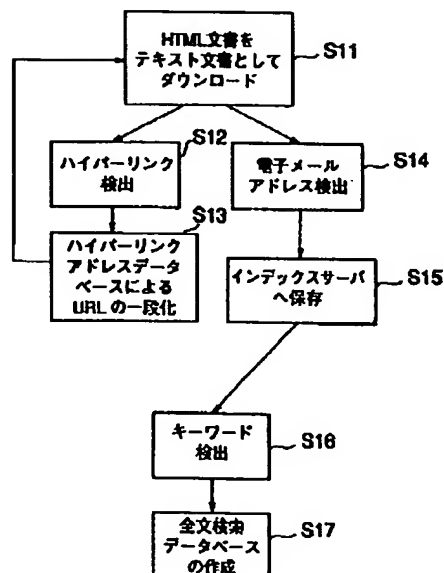 HTML文書を
テキスト文書として
ダウンロード
S11
S12
ハイパーリンク
検出
電子メール
アドレス検出
S14
S13
ハイパーリンク
アドレスデータ
ベースによる
URLの一段化
インデックスサーバ
へ保存
S15
キーワード
検出
S16
全文検索
データベース
の作成
S17